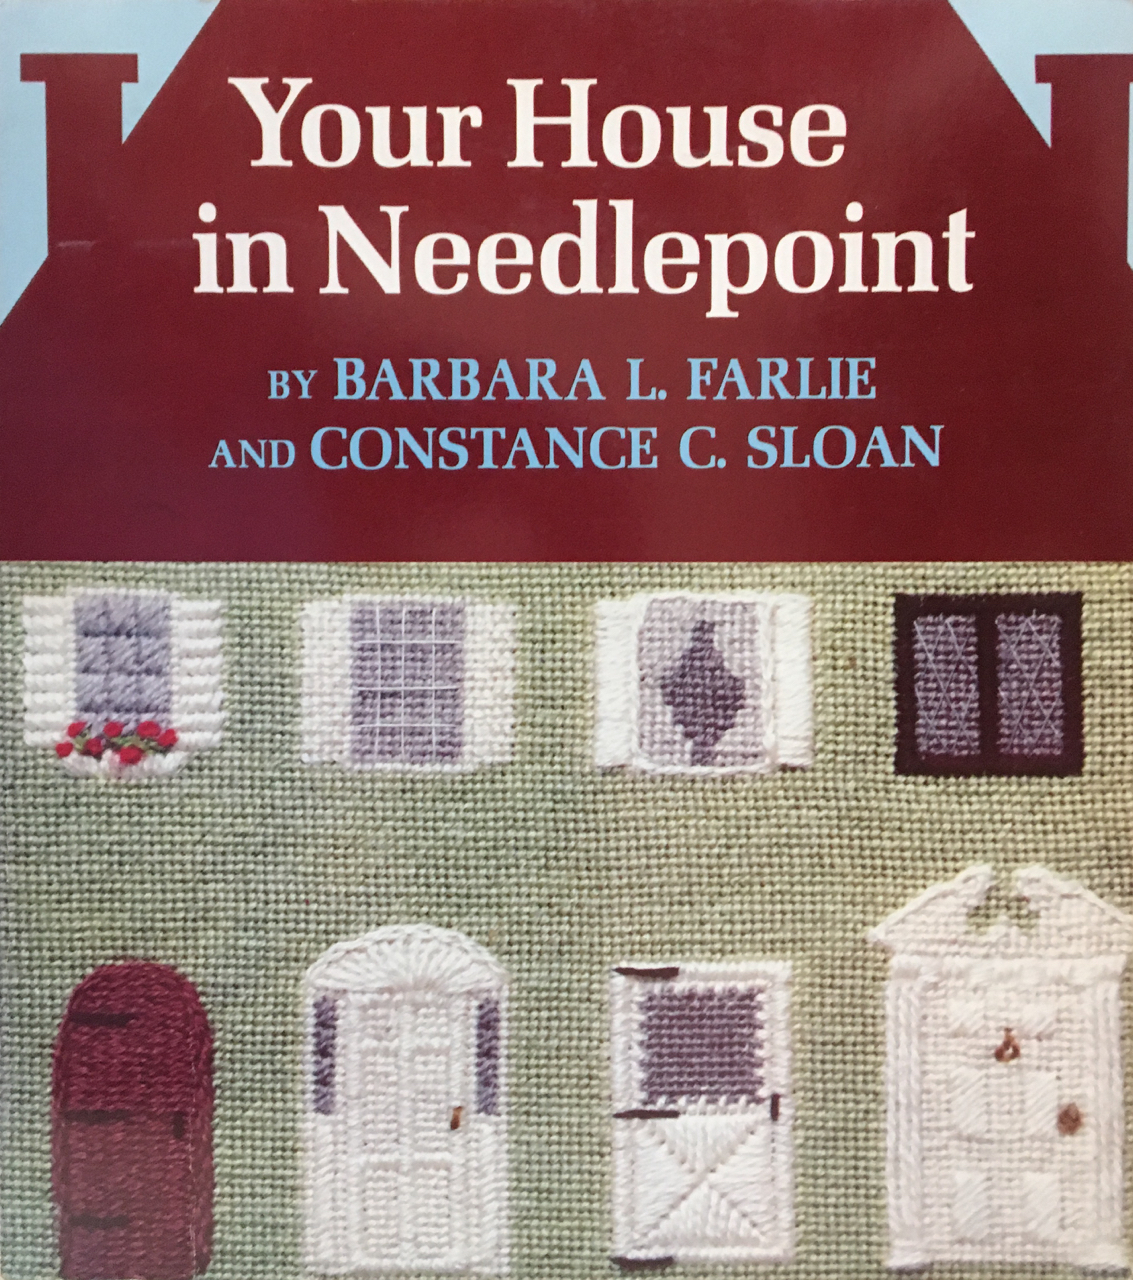 Your House
in Needlepoint
BY BARBARA L. FARLIE
AND CONSTANCE C. SLOAN